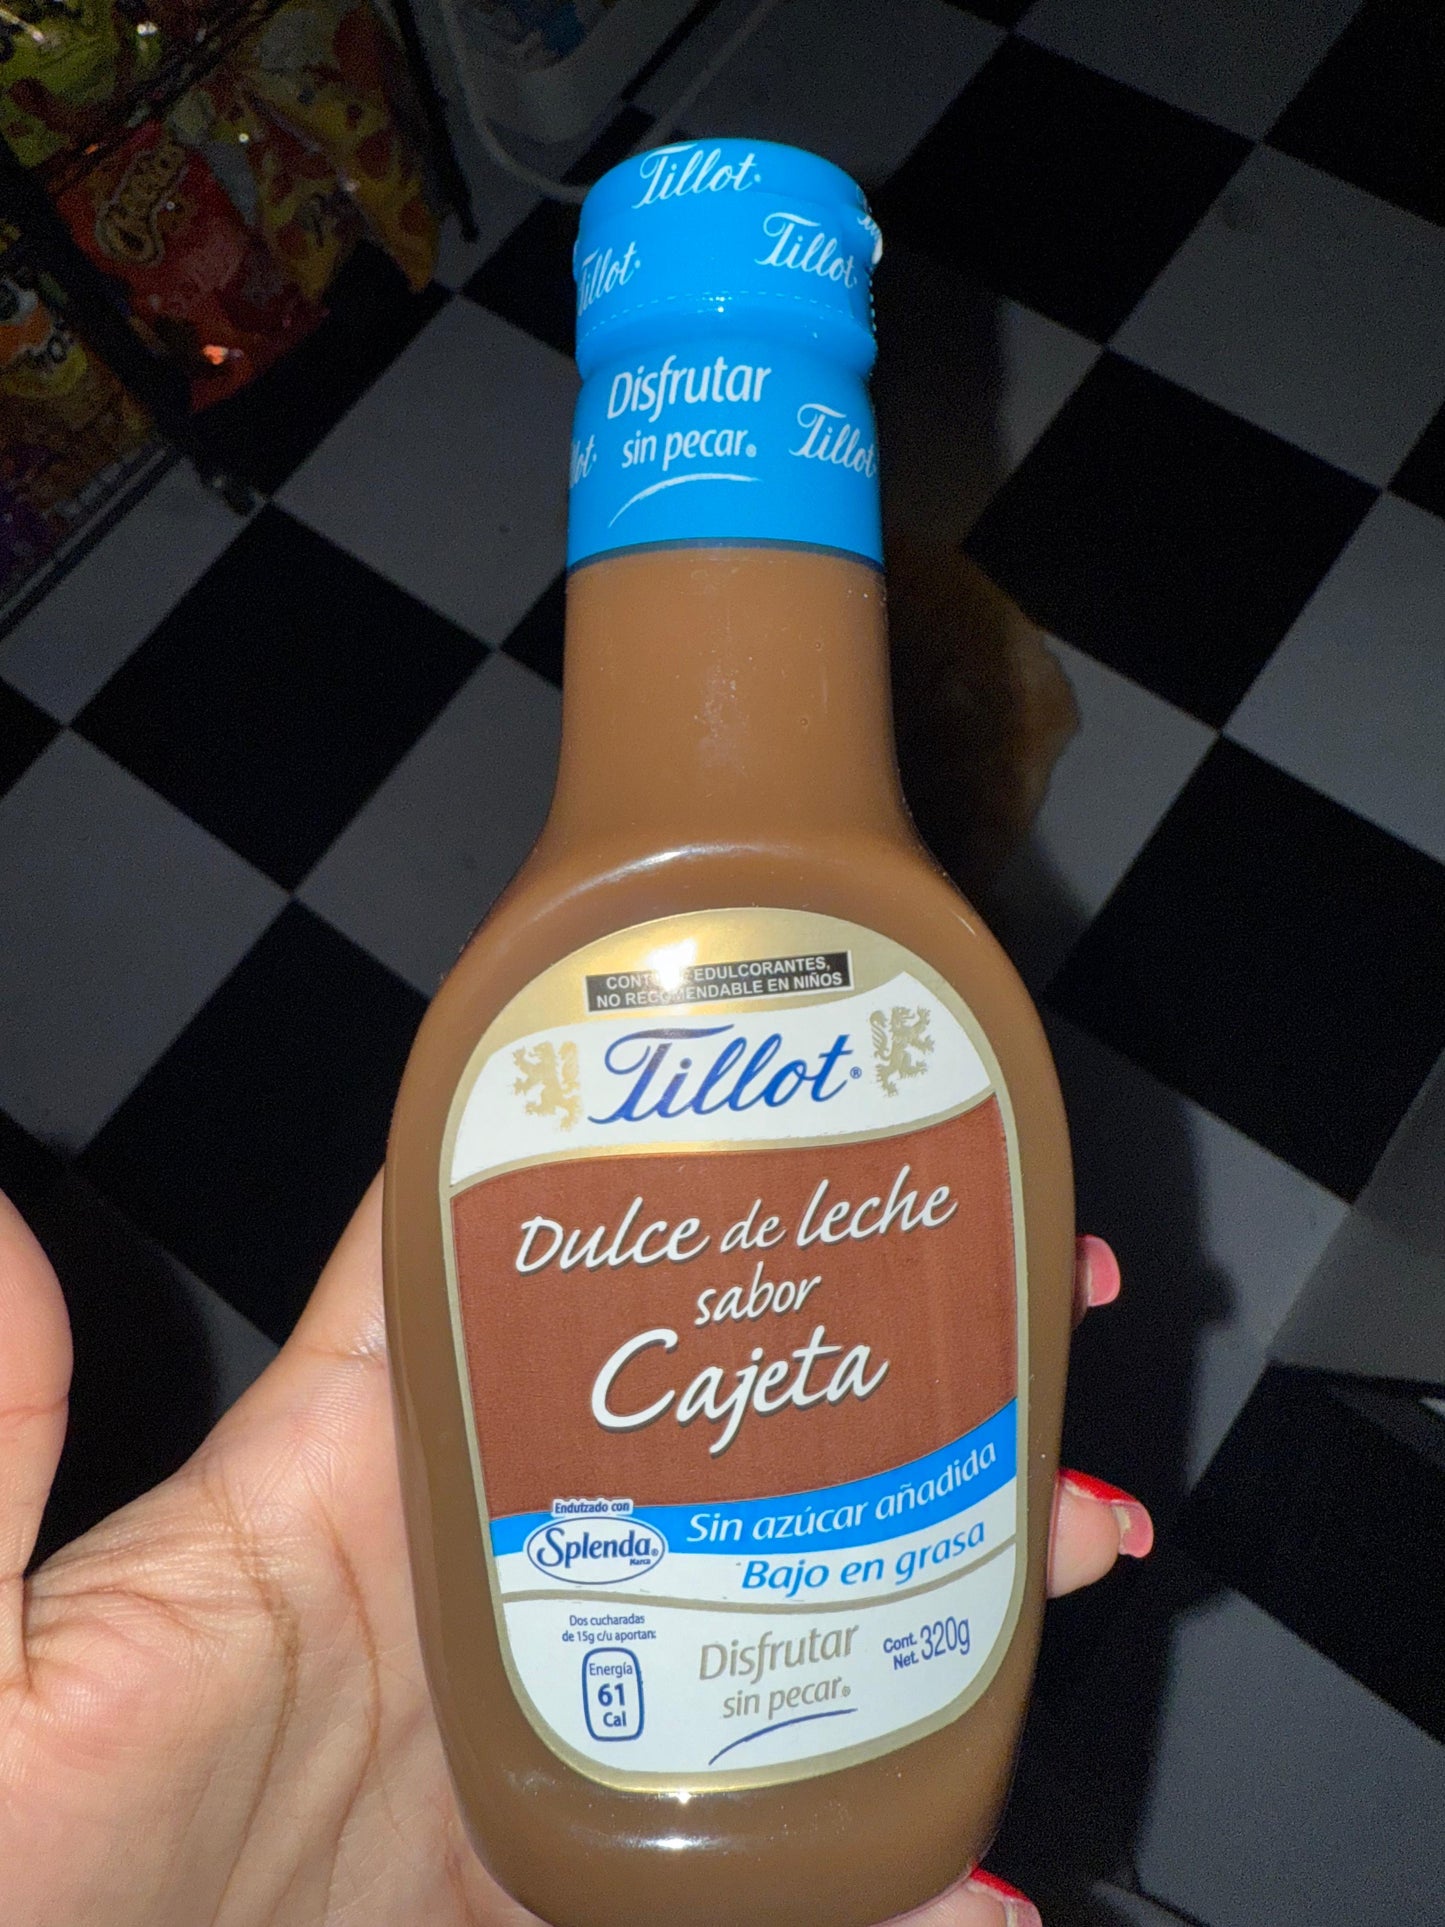 Tillot
Tillot
Tillot
Disfrutar
sin pecar®
Tillot
Cheetos
EDULCORANTES,
NO RECOMENDABLE EN NIÑOS
Tillot®
Dulce de leche
sabor
Cajeta
Endulzado con
Splenda®
Marca
Sin azúcar añadida
Bajo en grasa
Dos cucharadas
de 15g c/u aportan:
Energía
61
Cal
Disfrutar
sin pecar®
Cont.
Net. 320g